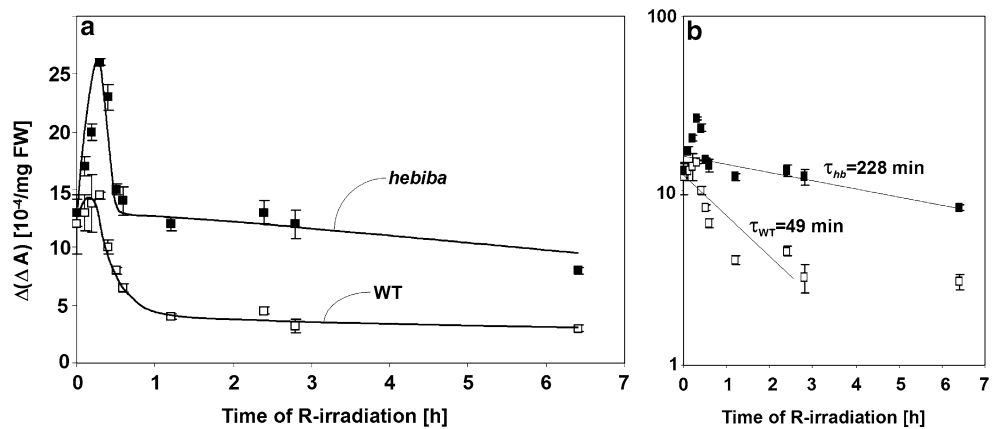 a
Δ(Δ A) [10⁻⁴/mg FW]
25
20
15
10
5
0
hebiba
WT
0 1 2 3 4 5 6 7
Time of R-irradiation [h]
b
100
10
1
τhb=228 min
τWT=49 min
0 1 2 3 4 5 6 7
Time of R-irradiation [h]